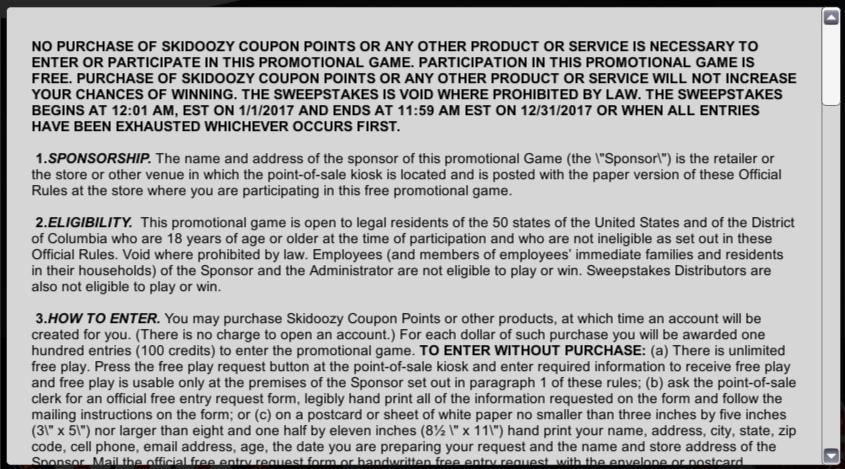 NO PURCHASE OF SKIDOOZY COUPON POINTS OR ANY OTHER PRODUCT OR SERVICE IS NECESSARY TO
ENTER OR PARTICIPATE IN THIS PROMOTIONAL GAME. PARTICIPATION IN THIS PROMOTIONAL GAME IS
FREE. PURCHASE OF SKIDOOZY COUPON POINTS OR ANY OTHER PRODUCT OR SERVICE WILL NOT INCREASE
YOUR CHANCES OF WINNING. THE SWEEPSTAKES IS VOID WHERE PROHIBITED BY LAW. THE SWEEPSTAKES
BEGINS AT 12:01 AM, EST ON 1/1/2017 AND ENDS AT 11:59 AM EST ON 12/31/2017 OR WHEN ALL ENTRIES
HAVE BEEN EXHAUSTED WHICHEVER OCCURS FIRST.
1.SPONSORSHIP. The name and address of the sponsor of this promotional Game (the \"Sponsor\") is the retailer or
the store or other venue in which the point-of-sale kiosk is located and is posted with the paper version of these Official
Rules at the store where you are participating in this free promotional game.
2.ELIGIBILITY. This promotional game is open to legal residents of the 50 states of the United States and of the District
of Columbia who are 18 years of age or older at the time of participation and who are not ineligible as set out in these
Official Rules. Void where prohibited by law. Employees (and members of employees' immediate families and residents
in their households) of the Sponsor and the Administrator are not eligible to play or win. Sweepstakes Distributors are
also not eligible to play or win.
3.HOW TO ENTER. You may purchase Skidoozy Coupon Points or other products, at which time an account will be
created for you. (There is no charge to open an account.) For each dollar of such purchase you will be awarded one
hundred entries (100 credits) to enter the promotional game. TO ENTER WITHOUT PURCHASE: (a) There is unlimited
free play. Press the free play request button at the point-of-sale kiosk and enter required information to receive free play
and free play is usable only at the premises of the Sponsor set out in paragraph 1 of these rules; (b) ask the point-of-sale
clerk for an official free entry request form, legibly hand print all of the information requested on the form and follow the
mailing instructions on the form; or (c) on a postcard or sheet of white paper no smaller than three inches by five inches
(3\" x 5\") nor larger than eight and one half by eleven inches (8½ \" x 11\") hand print your name, address, city, state, zip
code, cell phone, email address, age, the date you are preparing your request and the name and store address of the
Sponsor. Mail the official free entry request form or handwritten free entry request, with the envelope or postcard